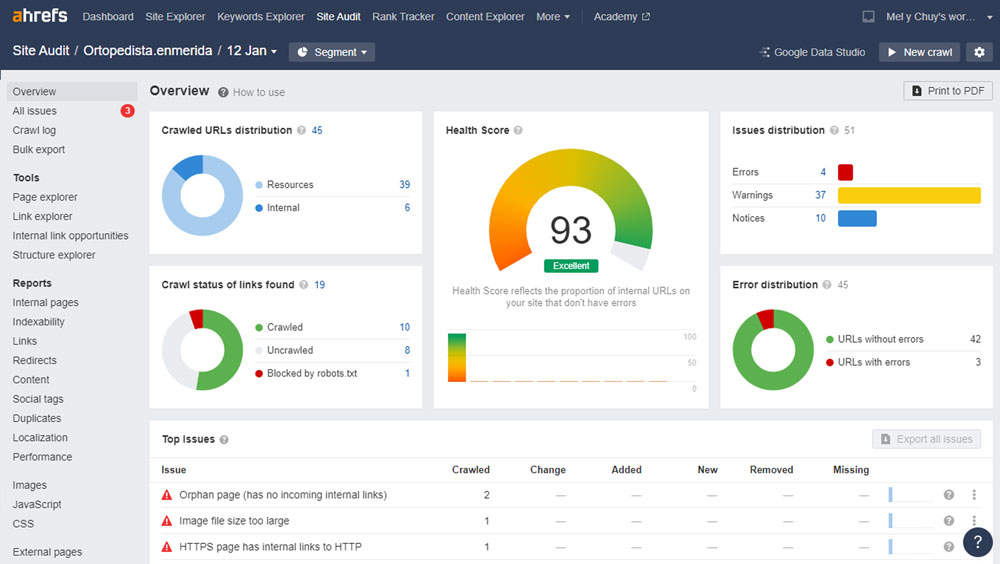 ahrefs Dashboard Site Explorer Keywords Explorer Site Audit Rank Tracker Content Explorer More Academy Mel y Chuy's wor...
Site Audit / Ortopedista.enmerida / 12 Jan Segment Google Data Studio New crawl
Overview
All issues 3
Crawl log
Bulk export
Tools
Page explorer
Link explorer
Internal link opportunities
Structure explorer
Reports
Internal pages
Indexability
Links
Redirects
Content
Social tags
Duplicates
Localization
Performance
Images
JavaScript
CSS
External pages
Overview ? How to use Print to PDF
Crawled URLs distribution ? 45
Resources 39
Internal 6
Crawl status of links found ? 19
Crawled 10
Uncrawled 8
Blocked by robots.txt 1
Health Score ?
93
Excellent
Health Score reflects the proportion of internal URLs on
your site that don't have errors
100
50
0
Issues distribution ? 51
Errors 4
Warnings 37
Notices 10
Error distribution ? 45
URLs without errors 42
URLs with errors 3
Top Issues ? Export all issues
Issue Crawled Change Added New Removed Missing
Orphan page (has no incoming internal links) 2 — — — — — ?
Image file size too large 1 — — — — — ?
HTTPS page has internal links to HTTP 1 — — — — — ?
?